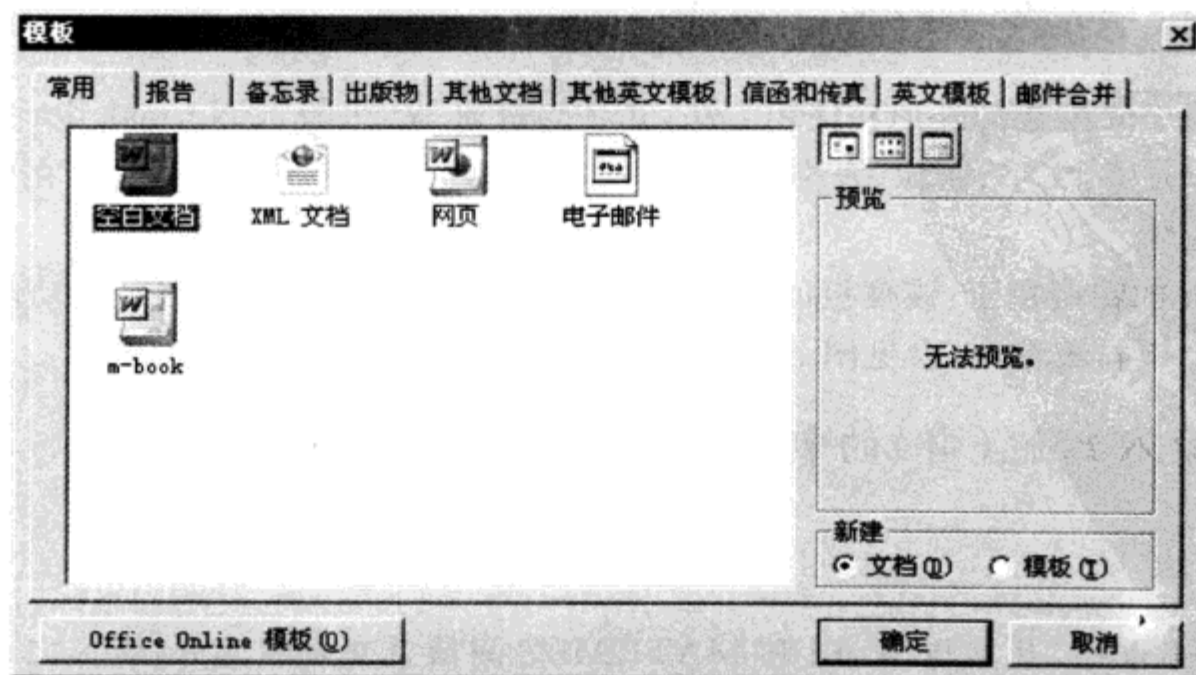 模板
常用 报告 备忘录 出版物 其他文档 其他英文模板 信函和传真 英文模板 邮件合并
空白文档 XML 文档 网页 电子邮件
m-book
预览
无法预览。
新建
文档(D) 模板(T)
Office Online 模板(O) 确定 取消